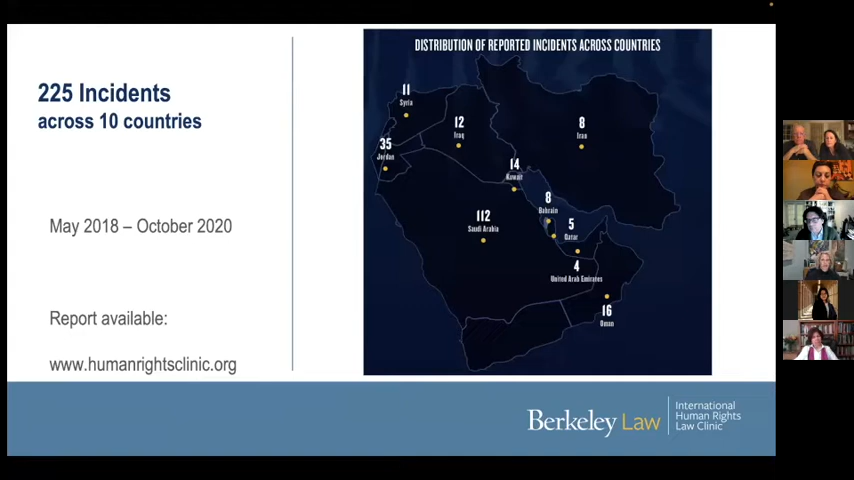 225 Incidents
across 10 countries
May 2018 – October 2020
Report available:
www.humanrightsclinic.org
DISTRIBUTION OF REPORTED INCIDENTS ACROSS COUNTRIES
11
Syria
12
Iraq
8
Iran
35
Jordan
14
Kuwait
112
Saudi Arabia
8
Bahrain
5
Qatar
4
United Arab Emirates
16
Oman
Berkeley Law
International
Human Rights
Law Clinic